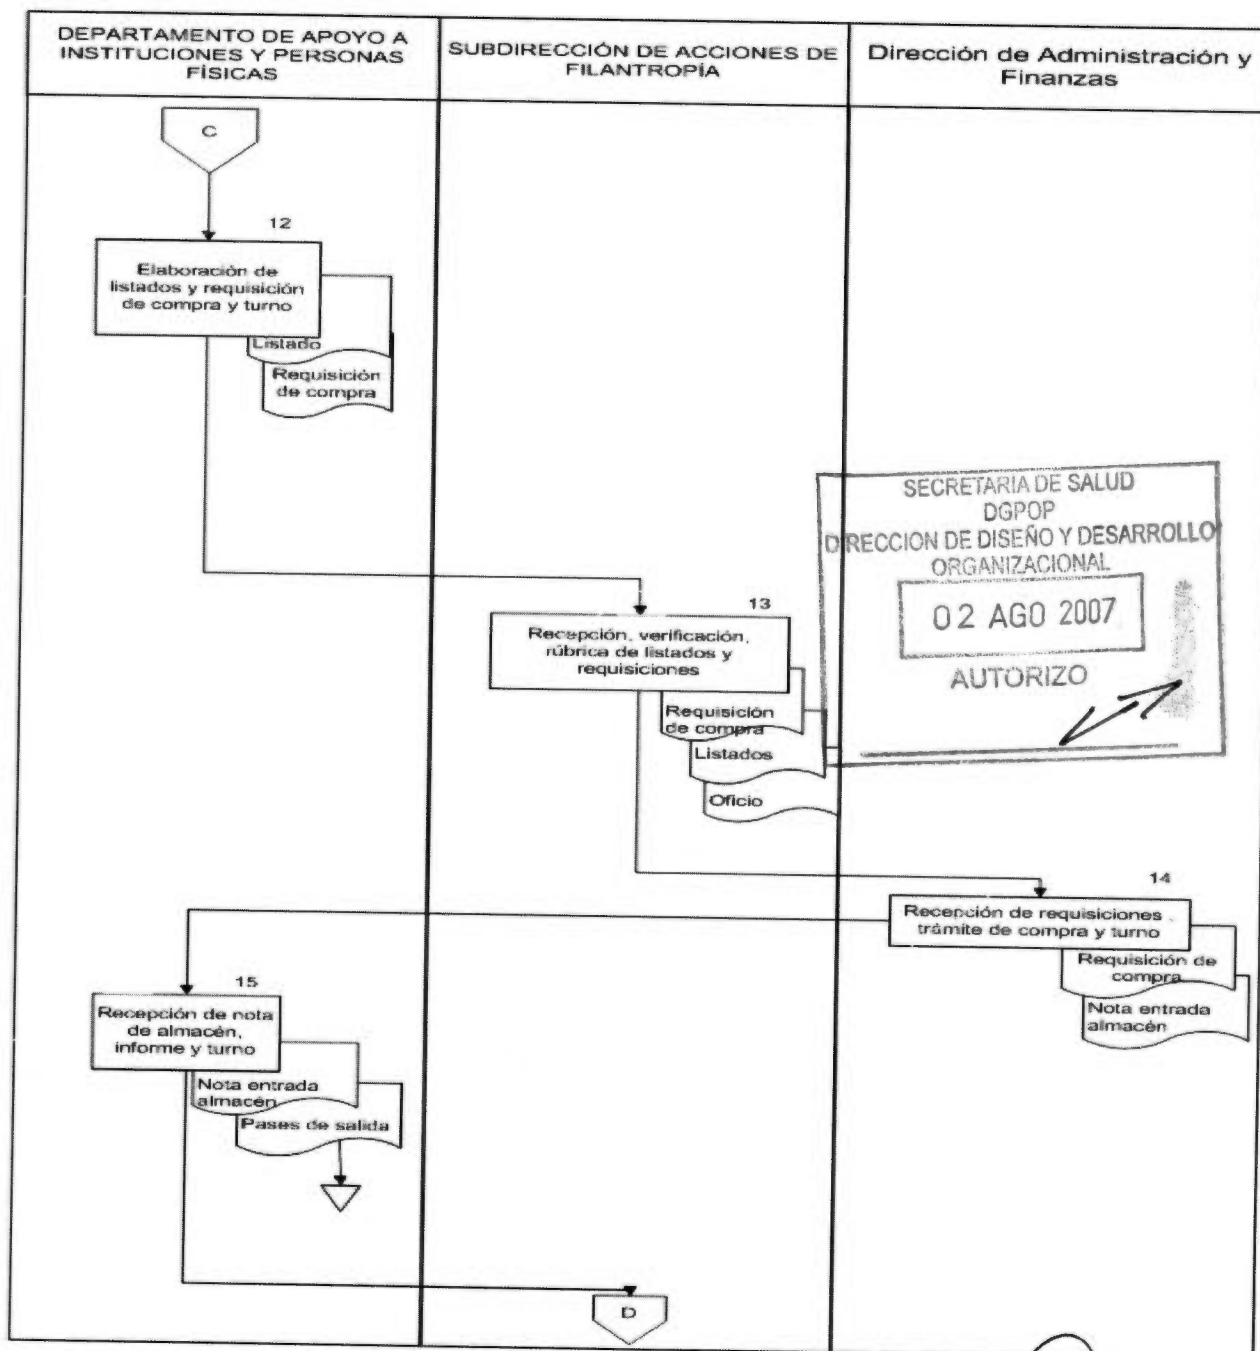 DEPARTAMENTO DE APOYO A
INSTITUCIONES Y PERSONAS
FÍSICAS
SUBDIRECCIÓN DE ACCIONES DE
FILANTROPÍA
Dirección de Administración y
Finanzas
C
12
Elaboración de
listados y requisición
de compra y turno
Listado
Requisición
de compra
SECRETARIA DE SALUD
DGPOP
DIRECCION DE DISEÑO Y DESARROLLO
ORGANIZACIONAL
02 AGO 2007
AUTORIZO
13
Recepción, verificación,
rúbrica de listados y
requisiciones
Requisición
de compra
Listados
Oficio
14
Recepción de requisiciones
trámite de compra y turno
Requisición de
compra
Nota entrada
almacén
15
Recepción de nota
de almacén,
informe y turno
Nota entrada
almacén
Pases de salida
D